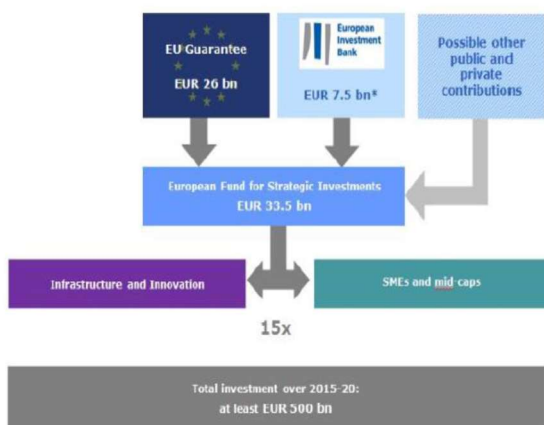 EU Guarantee
EUR 26 bn
European
Investment
Bank
EUR 7.5 bn*
Possible other
public and
private
contributions
European Fund for Strategic Investments
EUR 33.5 bn
Infrastructure and Innovation
SMEs and mid-caps
15x
Total investment over 2015-20:
at least EUR 500 bn